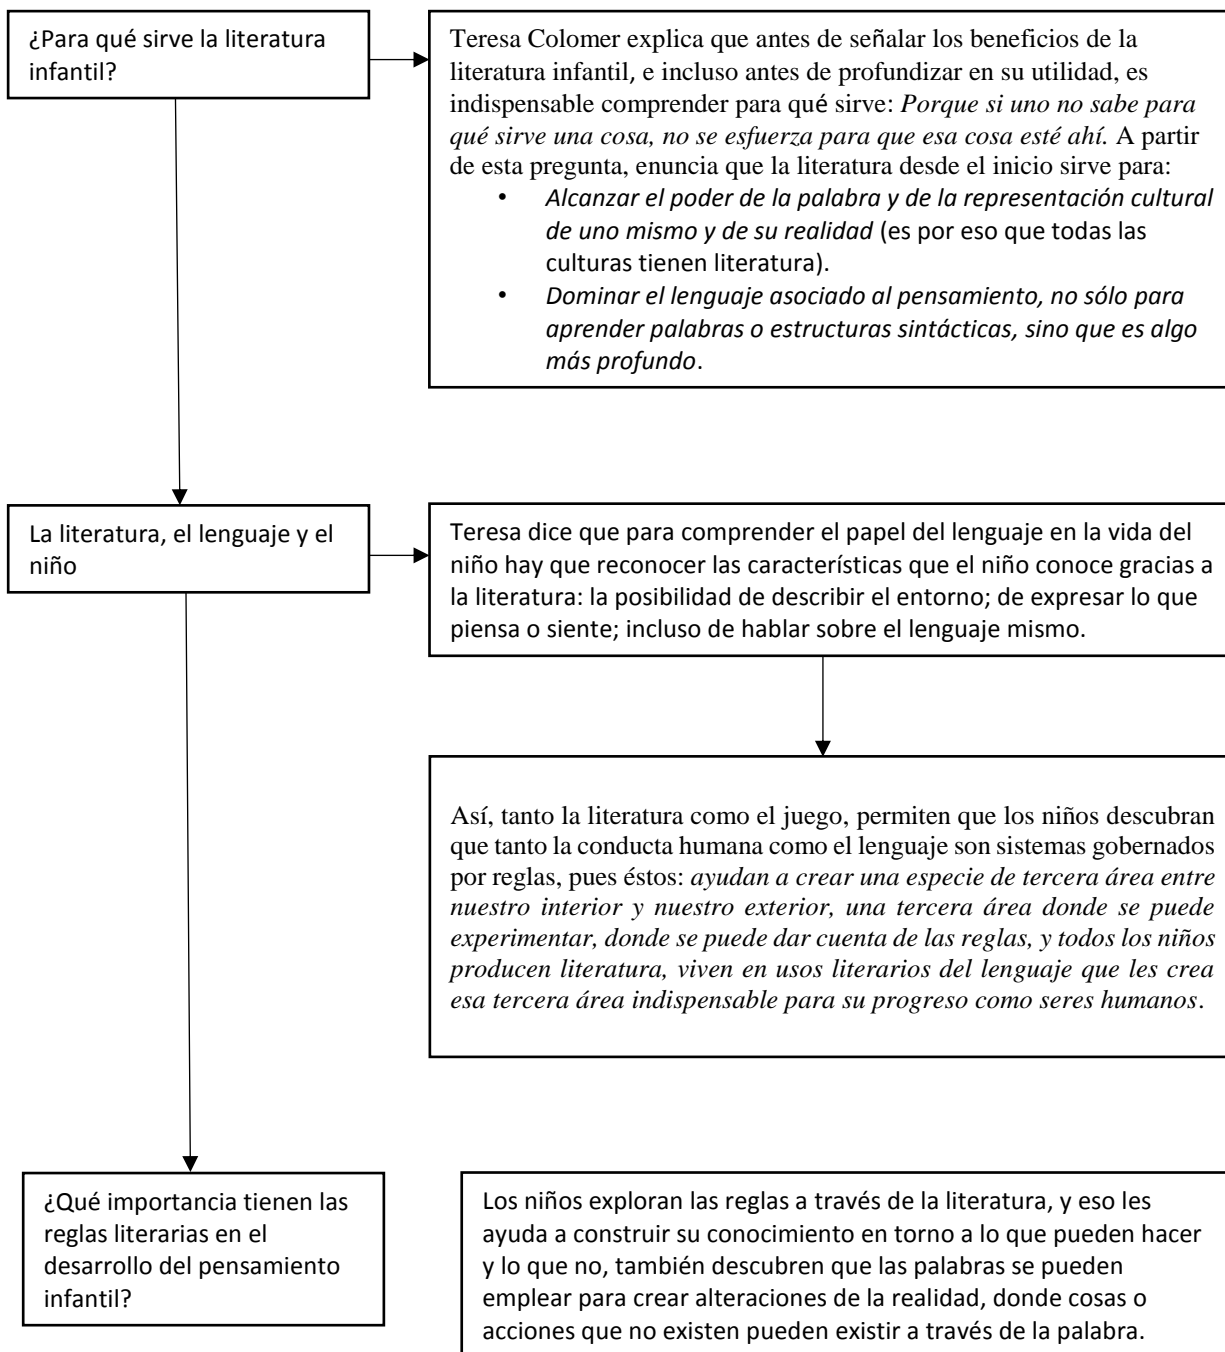 ¿Para qué sirve la literatura
infantil?
Teresa Colomer explica que antes de señalar los beneficios de la
literatura infantil, e incluso antes de profundizar en su utilidad, es
indispensable comprender para qué sirve: Porque si uno no sabe para
qué sirve una cosa, no se esfuerza para que esa cosa esté ahí. A partir
de esta pregunta, enuncia que la literatura desde el inicio sirve para:
• Alcanzar el poder de la palabra y de la representación cultural
de uno mismo y de su realidad (es por eso que todas las
culturas tienen literatura).
• Dominar el lenguaje asociado al pensamiento, no sólo para
aprender palabras o estructuras sintácticas, sino que es algo
más profundo.
La literatura, el lenguaje y el
niño
Teresa dice que para comprender el papel del lenguaje en la vida del
niño hay que reconocer las características que el niño conoce gracias a
la literatura: la posibilidad de describir el entorno; de expresar lo que
piensa o siente; incluso de hablar sobre el lenguaje mismo.
Así, tanto la literatura como el juego, permiten que los niños descubran
que tanto la conducta humana como el lenguaje son sistemas gobernados
por reglas, pues éstos: ayudan a crear una especie de tercera área entre
nuestro interior y nuestro exterior, una tercera área donde se puede
experimentar, donde se puede dar cuenta de las reglas, y todos los niños
producen literatura, viven en usos literarios del lenguaje que les crea
esa tercera área indispensable para su progreso como seres humanos.
¿Qué importancia tienen las
reglas literarias en el
desarrollo del pensamiento
infantil?
Los niños exploran las reglas a través de la literatura, y eso les
ayuda a construir su conocimiento en torno a lo que pueden hacer
y lo que no, también descubren que las palabras se pueden
emplear para crear alteraciones de la realidad, donde cosas o
acciones que no existen pueden existir a través de la palabra.